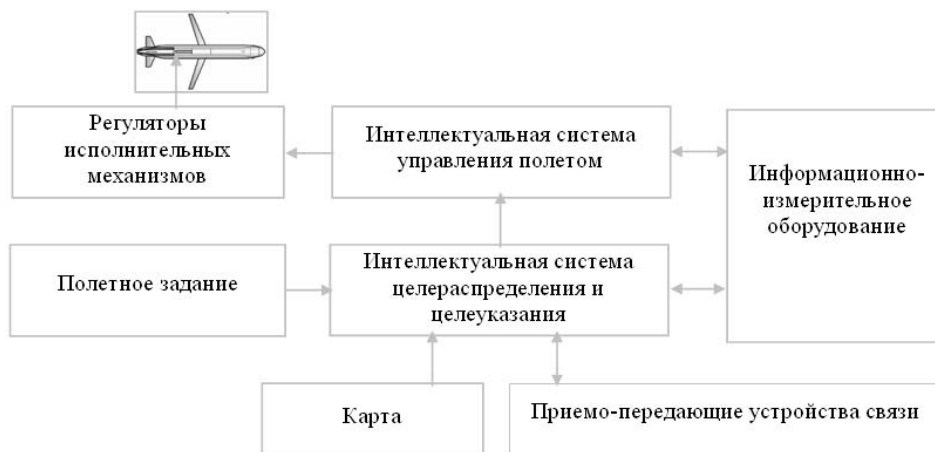 Регуляторы
исполнительных
механизмов
Интеллектуальная система
управления полетом
Информационно-
измерительное
оборудование
Полетное задание
Интеллектуальная система
целераспределения и
целеуказания
Карта
Приемо-передающие устройства связи